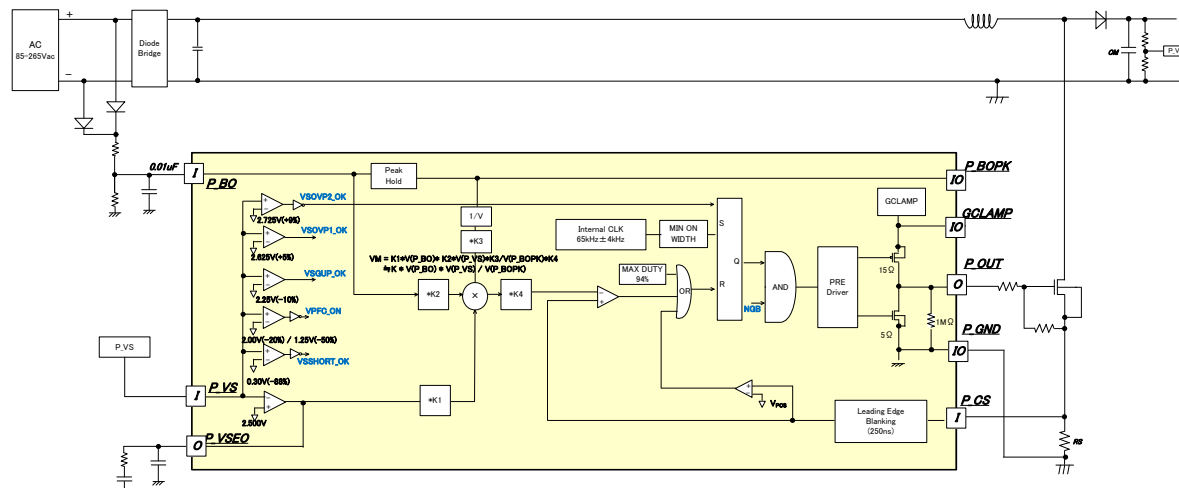 +
AC
85-265Vac
−
Diode
Bridge
CM
P_V
0.01uF
I
P_BO
Peak
Hold
IO
P_BOPK
VSOVP2_OK
2.725V(+9%)
1/V
*K3
S
Q
R
GCLAMP
IO
GCLAMP
Internal CLK
65kHz±4kHz
MIN ON
WIDTH
VSOVP1_OK
2.625V(+5%)
VM = K1*V(P_BO)* K2*V(P_VS)*K3/V(P_BOPK)*K4
≒K * V(P_BO) * V(P_VS) / V(P_BOPK)
VSGUP_OK
2.25V(-10%)
*K2
×
*K4
MAX DUTY
94%
OR
AND
NGB
PRE
Driver
15Ω
P_OUT
O
VPFC_ON
2.00V(-20%) / 1.25V(-50%)
5Ω
1MΩ
P_GND
IO
P_VS
VSSHORT_OK
0.30V(-88%)
I
P_VS
*K1
VPCS
Leading Edge
Blanking
(250ns)
I
P_CS
2.500V
O
P_VSEO
RS